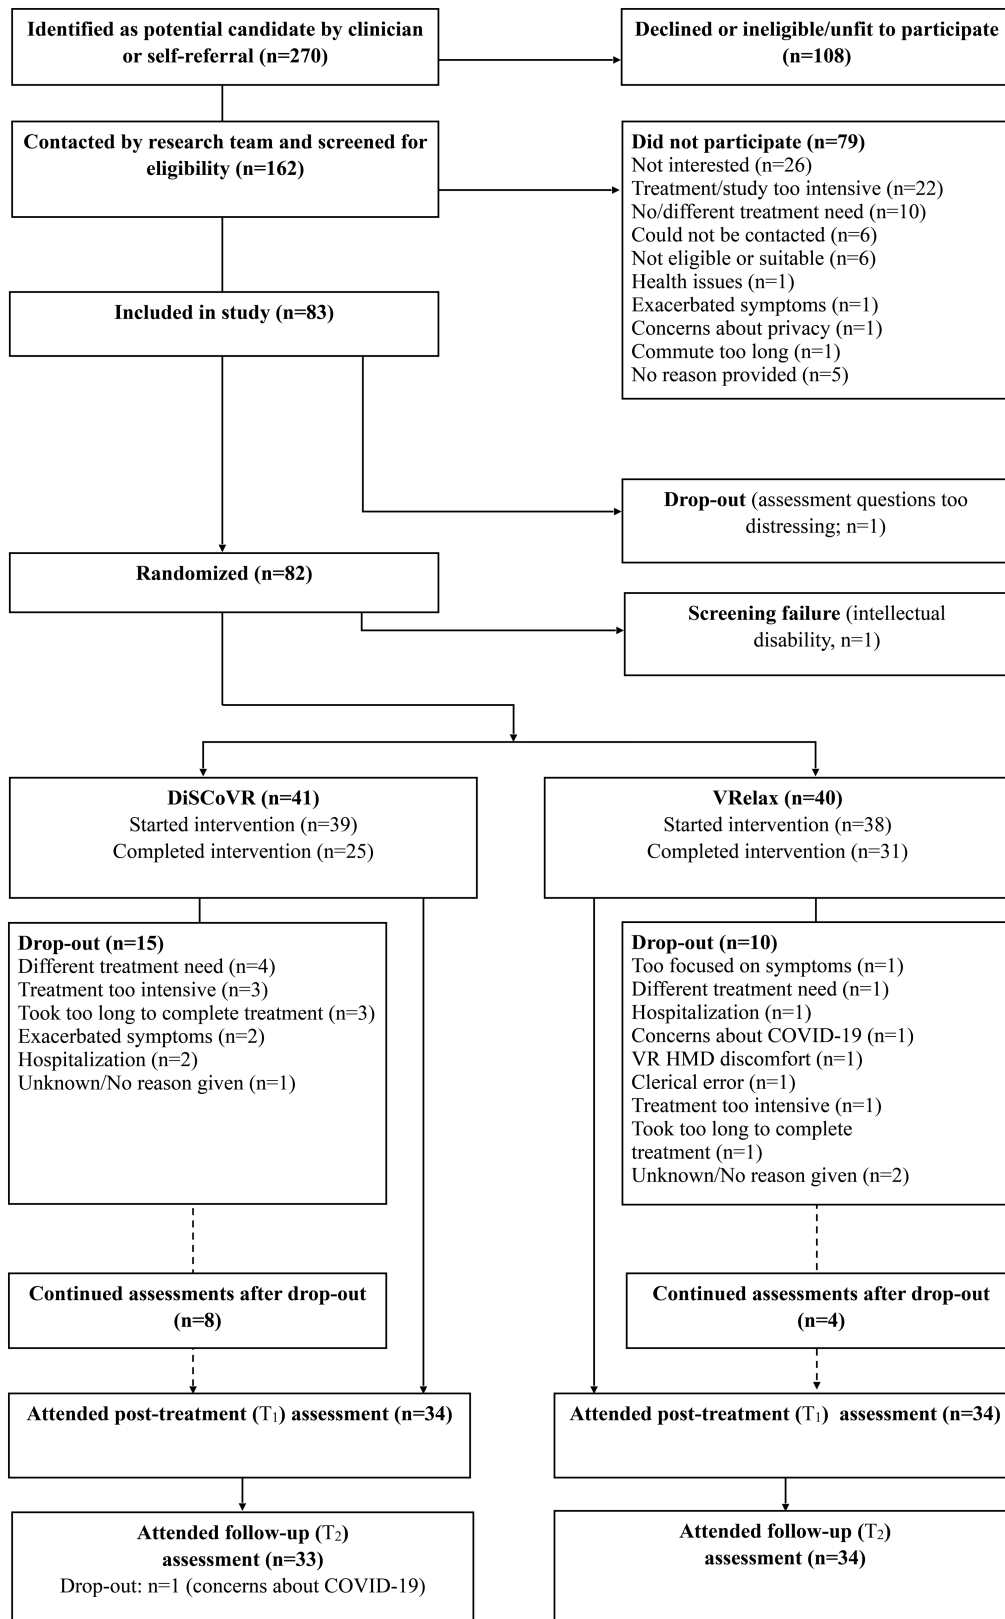 Identified as potential candidate by clinician
or self-referral (n=270)
Declined or ineligible/unfit to participate
(n=108)
Contacted by research team and screened for
eligibility (n=162)
Did not participate (n=79)
Not interested (n=26)
Treatment/study too intensive (n=22)
No/different treatment need (n=10)
Could not be contacted (n=6)
Not eligible or suitable (n=6)
Health issues (n=1)
Exacerbated symptoms (n=1)
Concerns about privacy (n=1)
Commute too long (n=1)
No reason provided (n=5)
Included in study (n=83)
Drop-out (assessment questions too
distressing; n=1)
Randomized (n=82)
Screening failure (intellectual
disability, n=1)
DiSCoVR (n=41)
Started intervention (n=39)
Completed intervention (n=25)
VRelax (n=40)
Started intervention (n=38)
Completed intervention (n=31)
Drop-out (n=15)
Different treatment need (n=4)
Treatment too intensive (n=3)
Took too long to complete treatment (n=3)
Exacerbated symptoms (n=2)
Hospitalization (n=2)
Unknown/No reason given (n=1)
Drop-out (n=10)
Too focused on symptoms (n=1)
Different treatment need (n=1)
Hospitalization (n=1)
Concerns about COVID-19 (n=1)
VR HMD discomfort (n=1)
Clerical error (n=1)
Treatment too intensive (n=1)
Took too long to complete
treatment (n=1)
Unknown/No reason given (n=2)
Continued assessments after drop-out
(n=8)
Continued assessments after drop-out
(n=4)
Attended post-treatment (T₁) assessment (n=34)
Attended post-treatment (T₁) assessment (n=34)
Attended follow-up (T₂)
assessment (n=33)
Drop-out: n=1 (concerns about COVID-19)
Attended follow-up (T₂)
assessment (n=34)